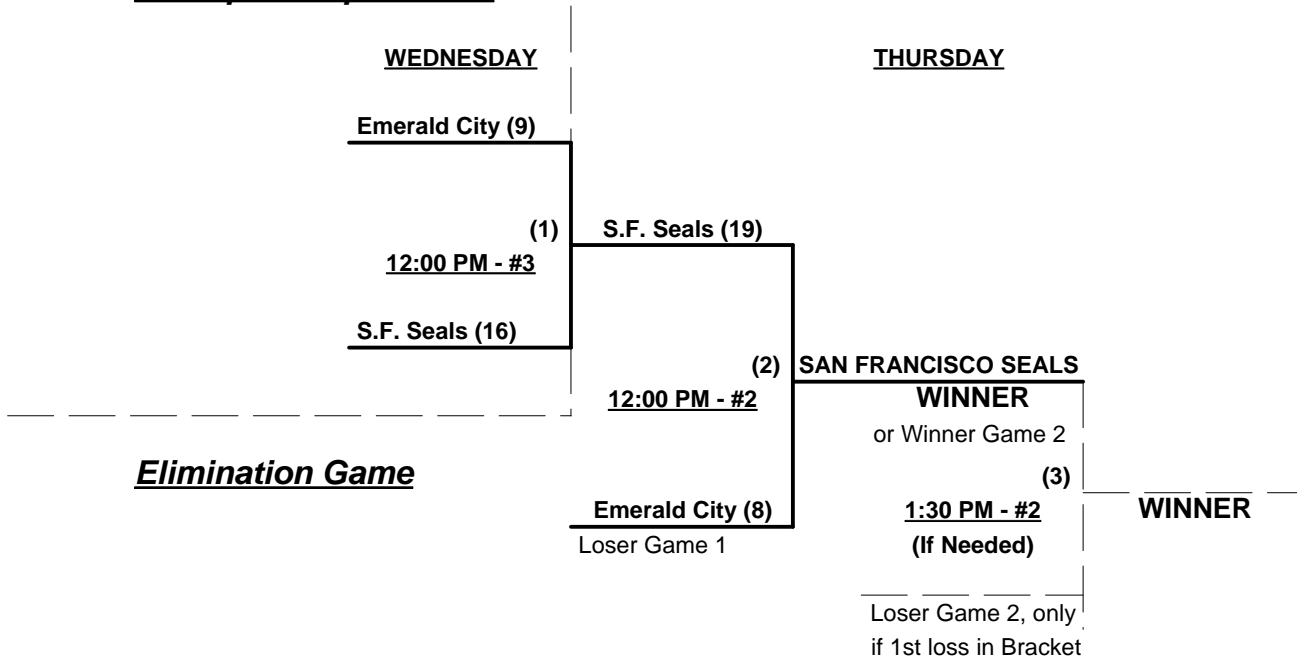 WEDNESDAY THURSDAY
Emerald City (9)
(1) S.F. Seals (19)
12:00 PM - #3
S.F. Seals (16)
(2) SAN FRANCISCO SEALS
12:00 PM - #2 WINNER
or Winner Game 2
Elimination Game
(3)
Emerald City (8) 1:30 PM - #2 WINNER
Loser Game 1 (If Needed)
Loser Game 2, only
if 1st loss in Bracket